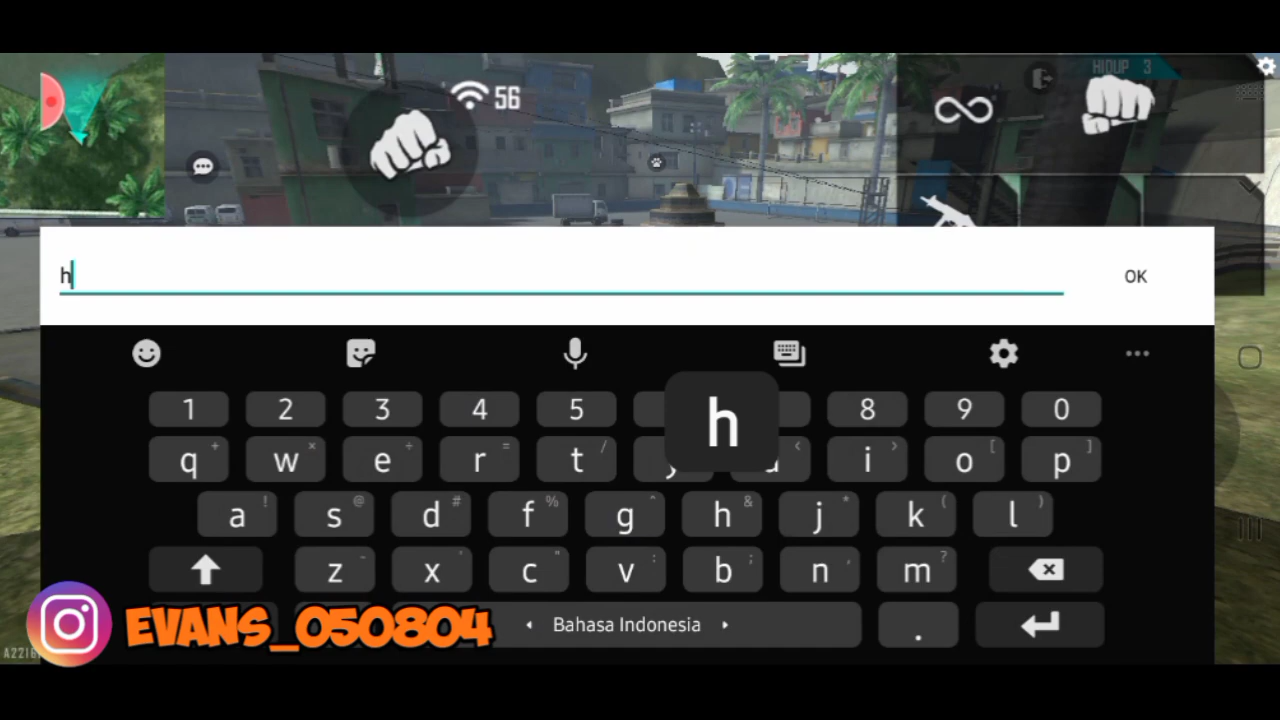 56
HIDUP 3
h
OK
h
1 2 3 4 5 8 9 0
q w e r t y u i o p
a s d f g h j k l
z x c v b n m
EVANS_050804
Bahasa Indonesia
.